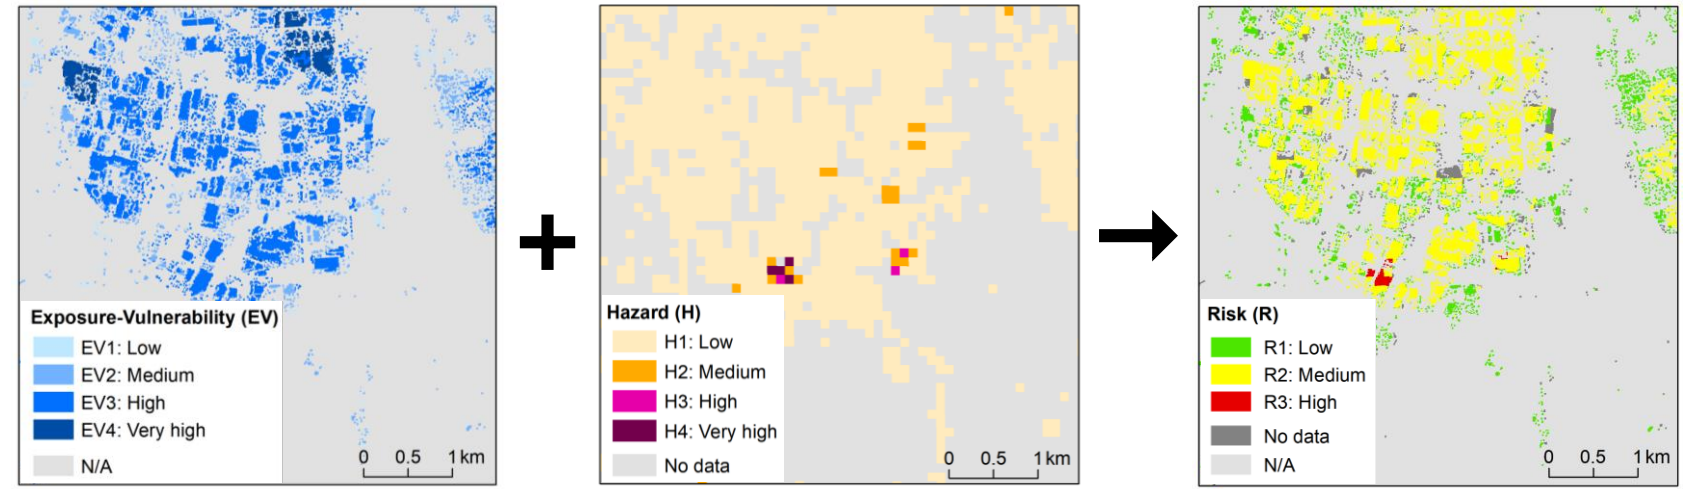 Exposure-Vulnerability (EV)
EV1: Low
EV2: Medium
EV3: High
EV4: Very high
N/A
0 0.5 1 km
+
Hazard (H)
H1: Low
H2: Medium
H3: High
H4: Very high
No data
0 0.5 1 km
Risk (R)
R1: Low
R2: Medium
R3: High
No data
N/A
0 0.5 1 km